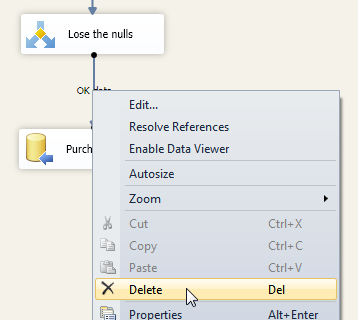 Lose the nulls
OK data
Purch
Edit...
Resolve References
Enable Data Viewer
Autosize
Zoom
Cut Ctrl+X
Copy Ctrl+C
Paste Ctrl+V
Delete Del
Properties Alt+Enter